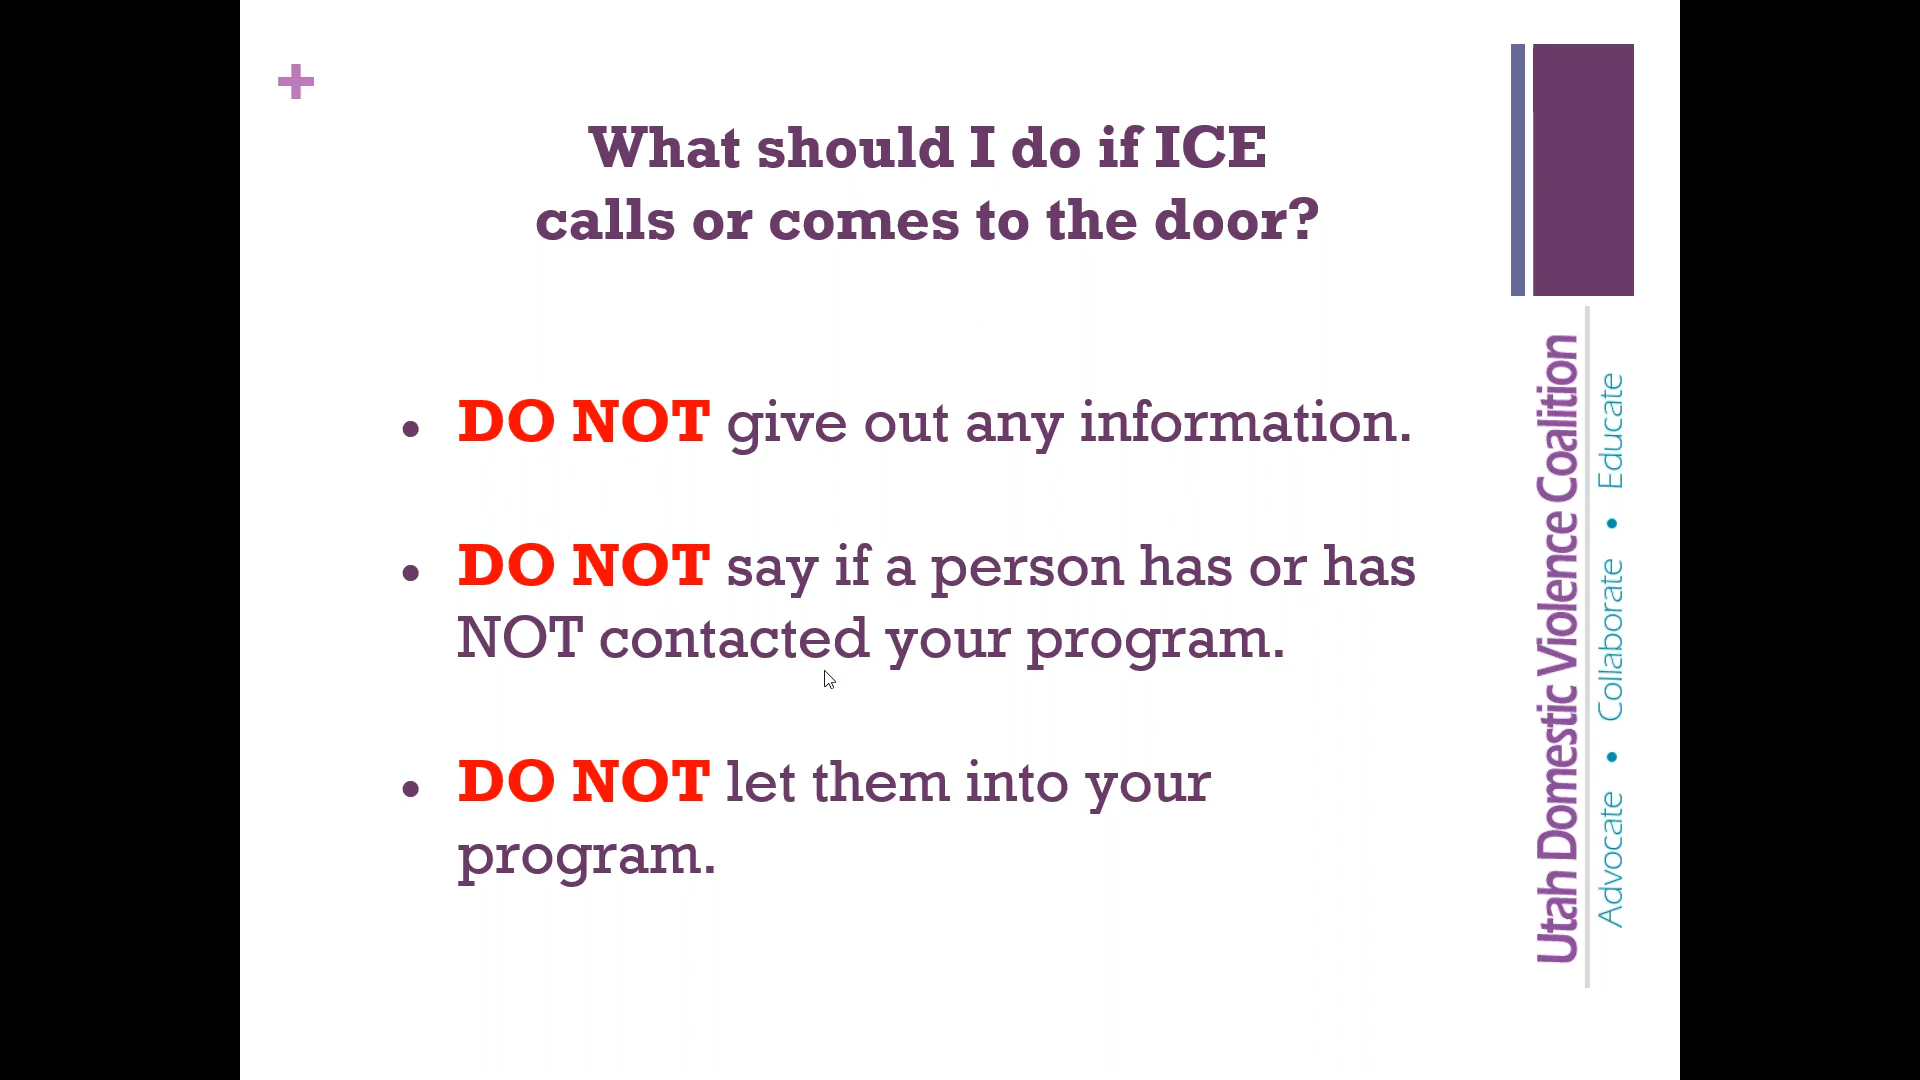 What should I do if ICE
calls or comes to the door?
• DO NOT give out any information.
• DO NOT say if a person has or has
NOT contacted your program.
• DO NOT let them into your
program.
Utah Domestic Violence Coalition
Advocate • Collaborate • Educate